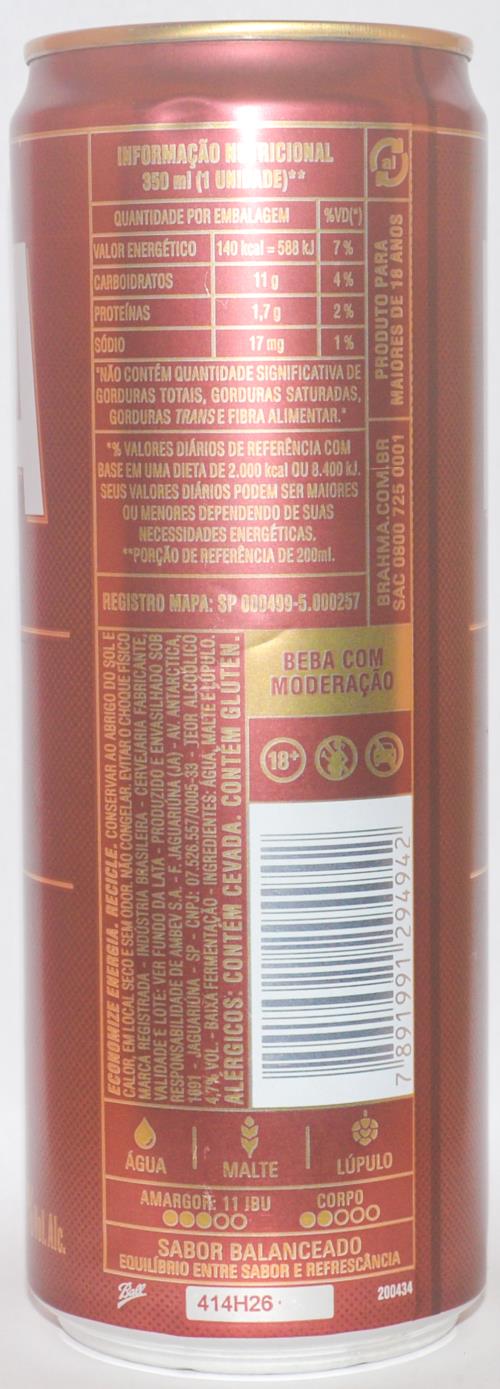 INFORMAÇÃO NUTRICIONAL
350 ml (1 UNIDADE)**
QUANTIDADE POR EMBALAGEM %VD(*)
VALOR ENERGÉTICO 140 kcal = 588 kJ 7%
CARBOIDRATOS 11 g 4%
PROTEÍNAS 1,7 g 2%
SÓDIO 17 mg 1%
"NÃO CONTÉM QUANTIDADE SIGNIFICATIVA DE
GORDURAS TOTAIS, GORDURAS SATURADAS,
GORDURAS TRANS E FIBRA ALIMENTAR."
*% VALORES DIÁRIOS DE REFERÊNCIA COM
BASE EM UMA DIETA DE 2.000 kcal OU 8.400 kJ.
SEUS VALORES DIÁRIOS PODEM SER MAIORES
OU MENORES DEPENDENDO DE SUAS
NECESSIDADES ENERGÉTICAS.
**PORÇÃO DE REFERÊNCIA DE 200ml.
REGISTRO MAPA: SP 000499-5.000257
PRODUTO PARA
MAIORES DE 18 ANOS
BRAHMA.COM.BR
SAC 0800 725 0001
ECONOMIZE ENERGIA. RECICLE. CONSERVAR AO ABRIGO DO SOL E
CALOR, EM LOCAL SECO E SEM ODOR. NÃO CONGELAR. EVITAR O CHOQUE FÍSICO
MARCA REGISTRADA - INDÚSTRIA BRASILEIRA - CERVEJARIA FABRICANTE,
VALIDADE E LOTE: VER FUNDO DA LATA - PRODUZIDO E ENVASILHADO SOB
RESPONSABILIDADE DE AMBEV S.A. - F. JAGUARIÚNA (JA) - AV. ANTARCTICA,
1891 - JAGUARIÚNA - SP - CNPJ: 07.526.557/0005-33 - TEOR ALCOÓLICO
4,7% VOL. - BAIXA FERMENTAÇÃO - INGREDIENTES: ÁGUA, MALTE E LÚPULO.
ALÉRGICOS: CONTÉM CEVADA. CONTÉM GLÚTEN.
BEBA COM
MODERAÇÃO
18+
7 891991 294942
ÁGUA MALTE LÚPULO
AMARGOR: 11 IBU CORPO
SABOR BALANCEADO
EQUILÍBRIO ENTRE SABOR E REFRESCÂNCIA
Ball 414H26 200434
Vol. Alc.
A